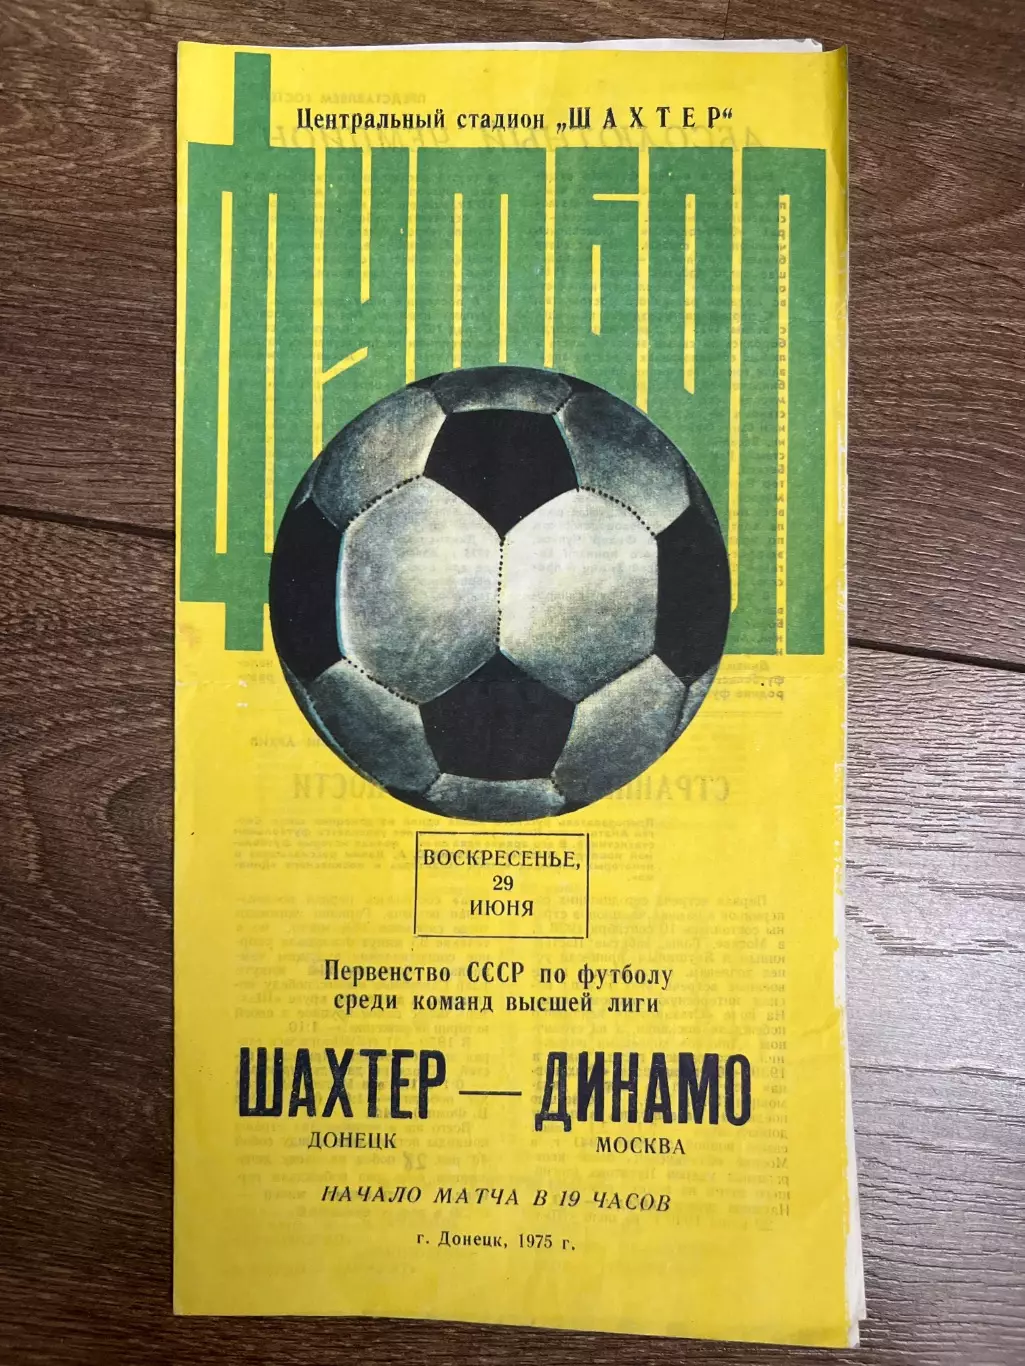 Центральный стадион „ШАХТЕР“
ФУТБОЛ
ВОСКРЕСЕНЬЕ,
29
ИЮНЯ
Первенство СССР по футболу
среди команд высшей лиги
ШАХТЕР — ДИНАМО
ДОНЕЦК МОСКВА
НАЧАЛО МАТЧА В 19 ЧАСОВ
г. Донецк, 1975 г.